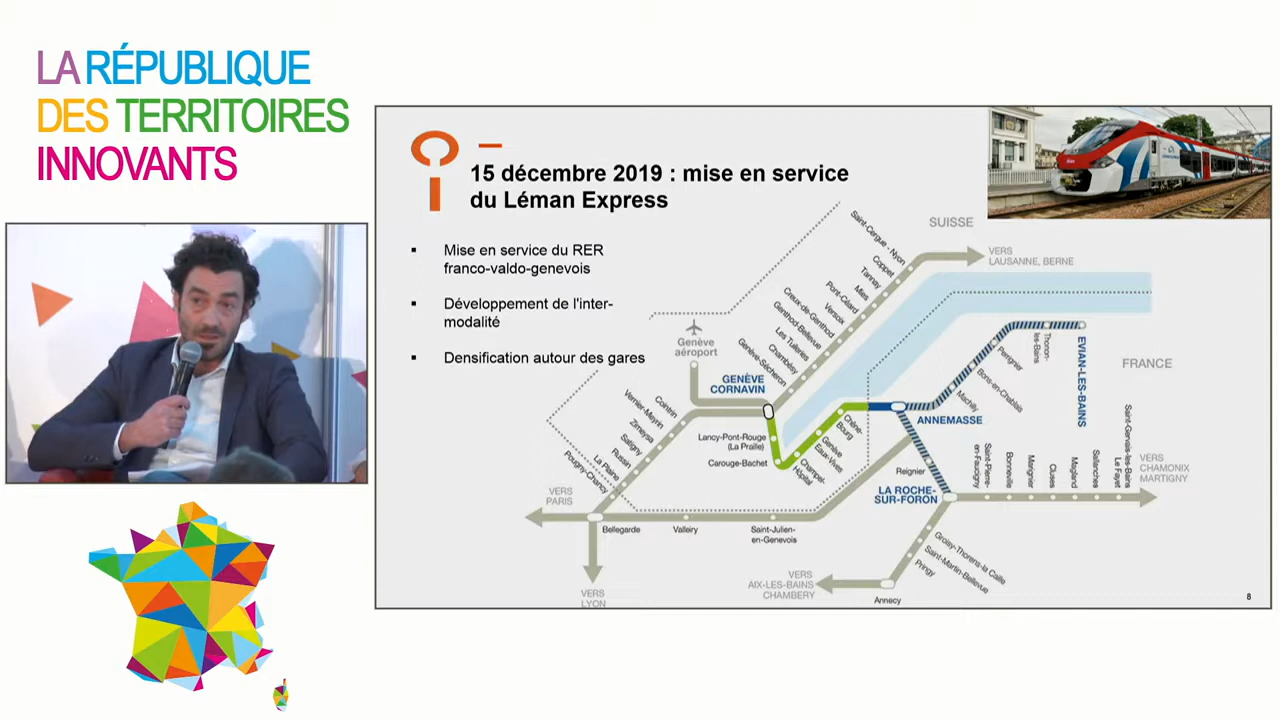 LA RÉPUBLIQUE
DES TERRITOIRES
INNOVANTS
15 décembre 2019 : mise en service
du Léman Express
▪ Mise en service du RER
franco-valdo-genevois
▪ Développement de l'inter-
modalité
▪ Densification autour des gares
SUISSE
VERS
LAUSANNE, BERNE
Saint-Cergue - Nyon
Coppet
Tannay
Mies
Pont-Céard
Versoix
Creux-de-Genthod
Genthod-Bellevue
Les Tuileries
Chambésy
Genève-Sécheron
Genève
aéroport
GENÈVE
CORNAVIN
Cointrin
Vernier-Meyrin
Zimeysa
Satigny
Russin
La Plaine
Pougny-Chancy
Lancy-Pont-Rouge
(La Praille)
Carouge-Bachet
Champel-
Hôpital
Genève
Eaux-Vives
Chêne-
Bourg
ANNEMASSE
Machilly
Bons-en-Chablais
Perrignier
Thonon-
les-Bains
EVIAN-LES-BAINS
FRANCE
Reignier
LA ROCHE-
SUR-FORON
Saint-Pierre-
en-Faucigny
Bonneville
Marignier
Cluses
Magland
Sallanches
Saint-Gervais-les-Bains
Le Fayet
VERS
CHAMONIX
MARTIGNY
VERS
PARIS
Bellegarde
Valleiry
Saint-Julien-
en-Genevois
VERS
LYON
Groisy-Thorens-la Caille
Saint-Martin-Bellevue
Pringy
VERS
AIX-LES-BAINS
CHAMBERY
Annecy
8